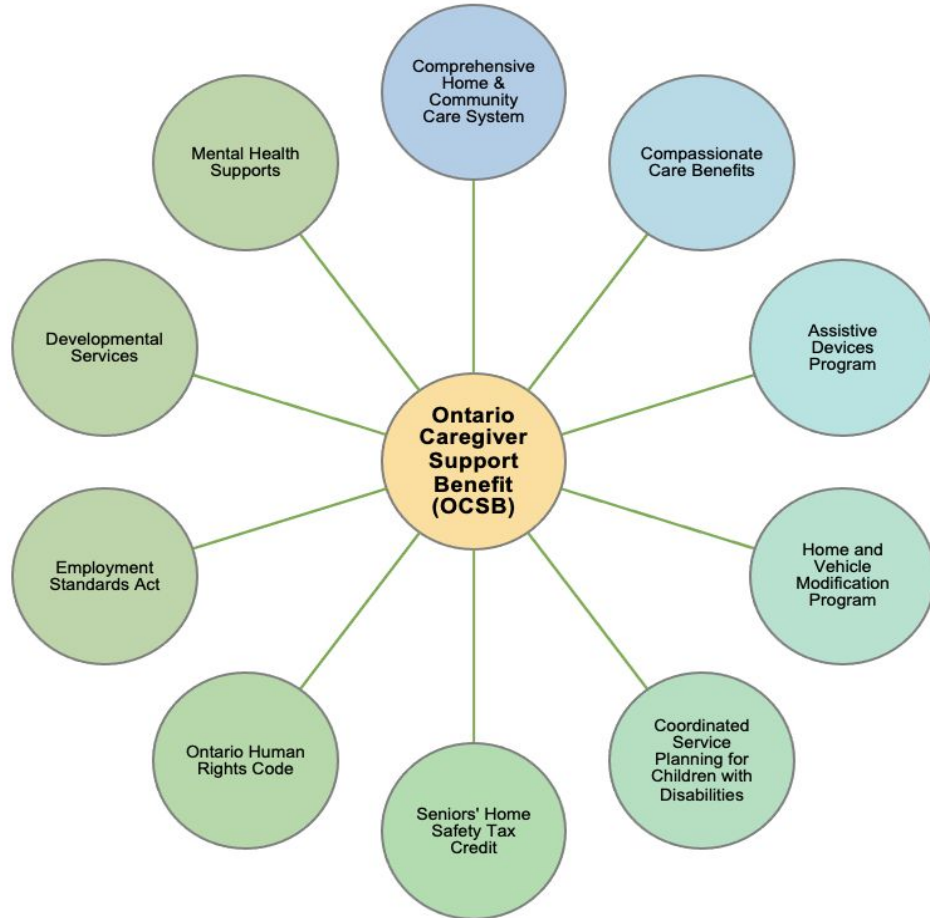 Comprehensive
Home &
Community
Care System
Compassionate
Care Benefits
Assistive
Devices
Program
Home and
Vehicle
Modification
Program
Coordinated
Service
Planning for
Children with
Disabilities
Seniors' Home
Safety Tax
Credit
Ontario Human
Rights Code
Employment
Standards Act
Developmental
Services
Mental Health
Supports
Ontario
Caregiver
Support
Benefit
(OCSB)